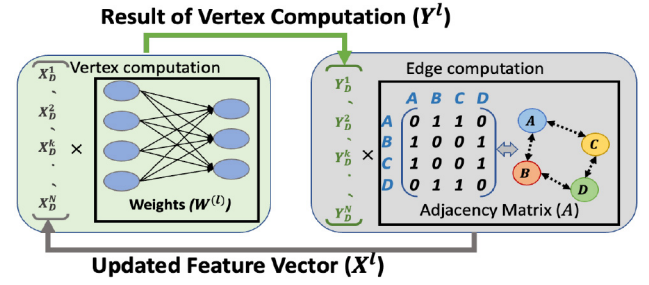 Result of Vertex Computation (Y^l)
Vertex computation
X_D^1
X_D^2
X_D^k
X_D^N
×
Weights (W^(l))
Edge computation
Y_D^1
Y_D^2
Y_D^k
Y_D^N
×
A B C D
A 0 1 1 0
B 1 0 0 1
C 1 0 0 1
D 0 1 1 0
A
C
B
D
Adjacency Matrix (A)
Updated Feature Vector (X^l)